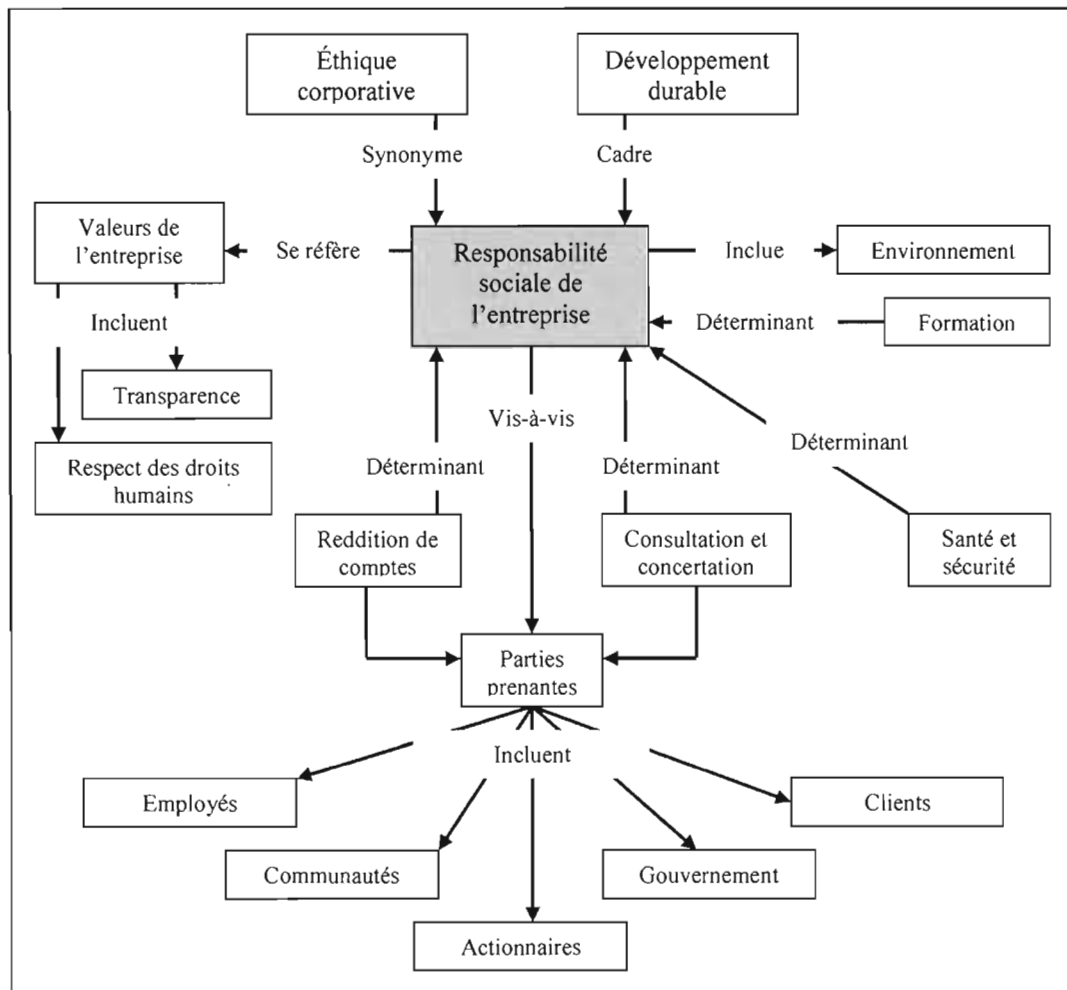 Éthique
corporative
Développement
durable
Synonyme
Cadre
Valeurs de
l'entreprise
Se réfère
Responsabilité
sociale de
l'entreprise
Inclue
Environnement
Incluent
Déterminant
Formation
Transparence
Vis-à-vis
Déterminant
Respect des droits
humains
Déterminant
Déterminant
Reddition de
comptes
Consultation et
concertation
Santé et
sécurité
Parties
prenantes
Incluent
Employés
Clients
Communautés
Gouvernement
Actionnaires